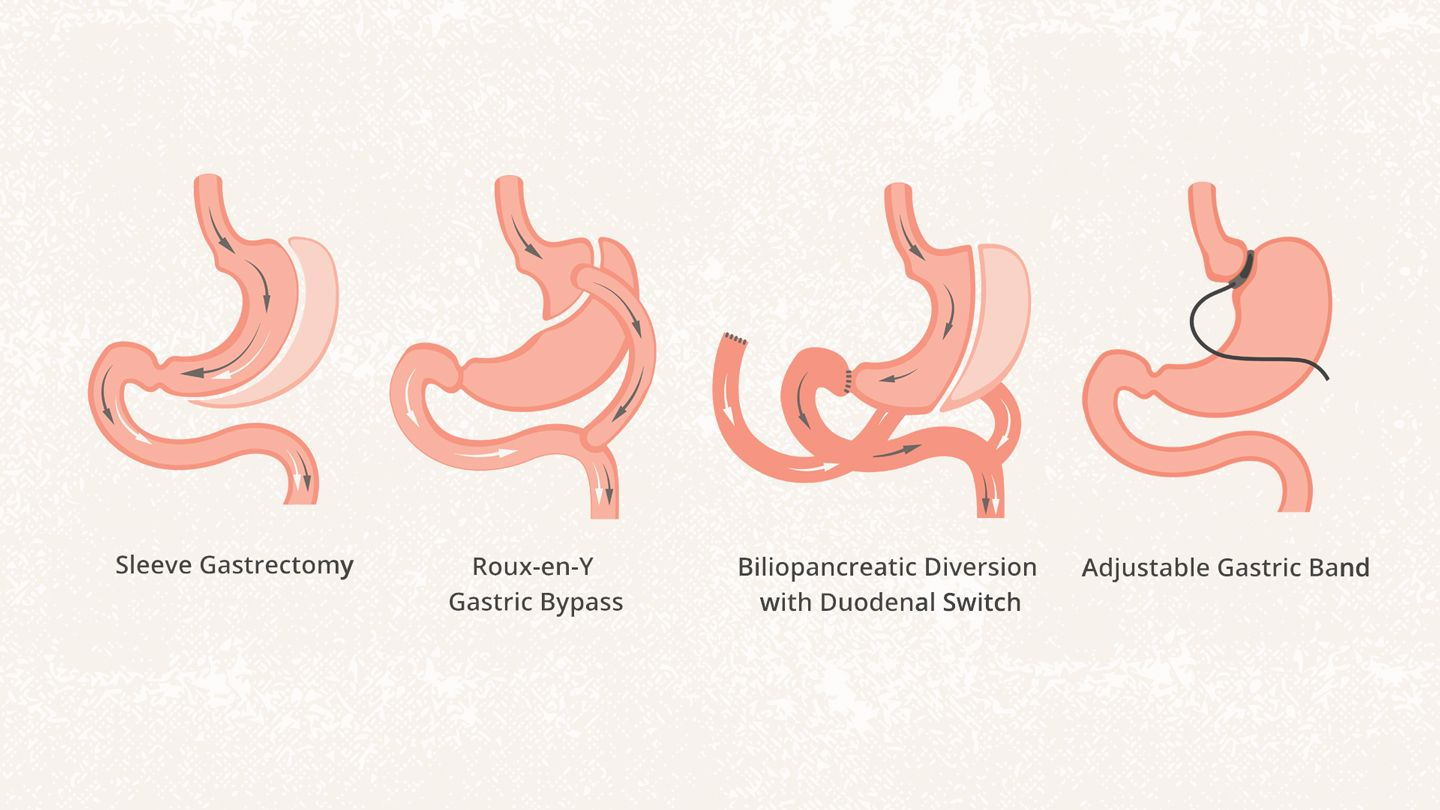 Sleeve Gastrectomy
Roux-en-Y
Gastric Bypass
Biliopancreatic Diversion
with Duodenal Switch
Adjustable Gastric Band